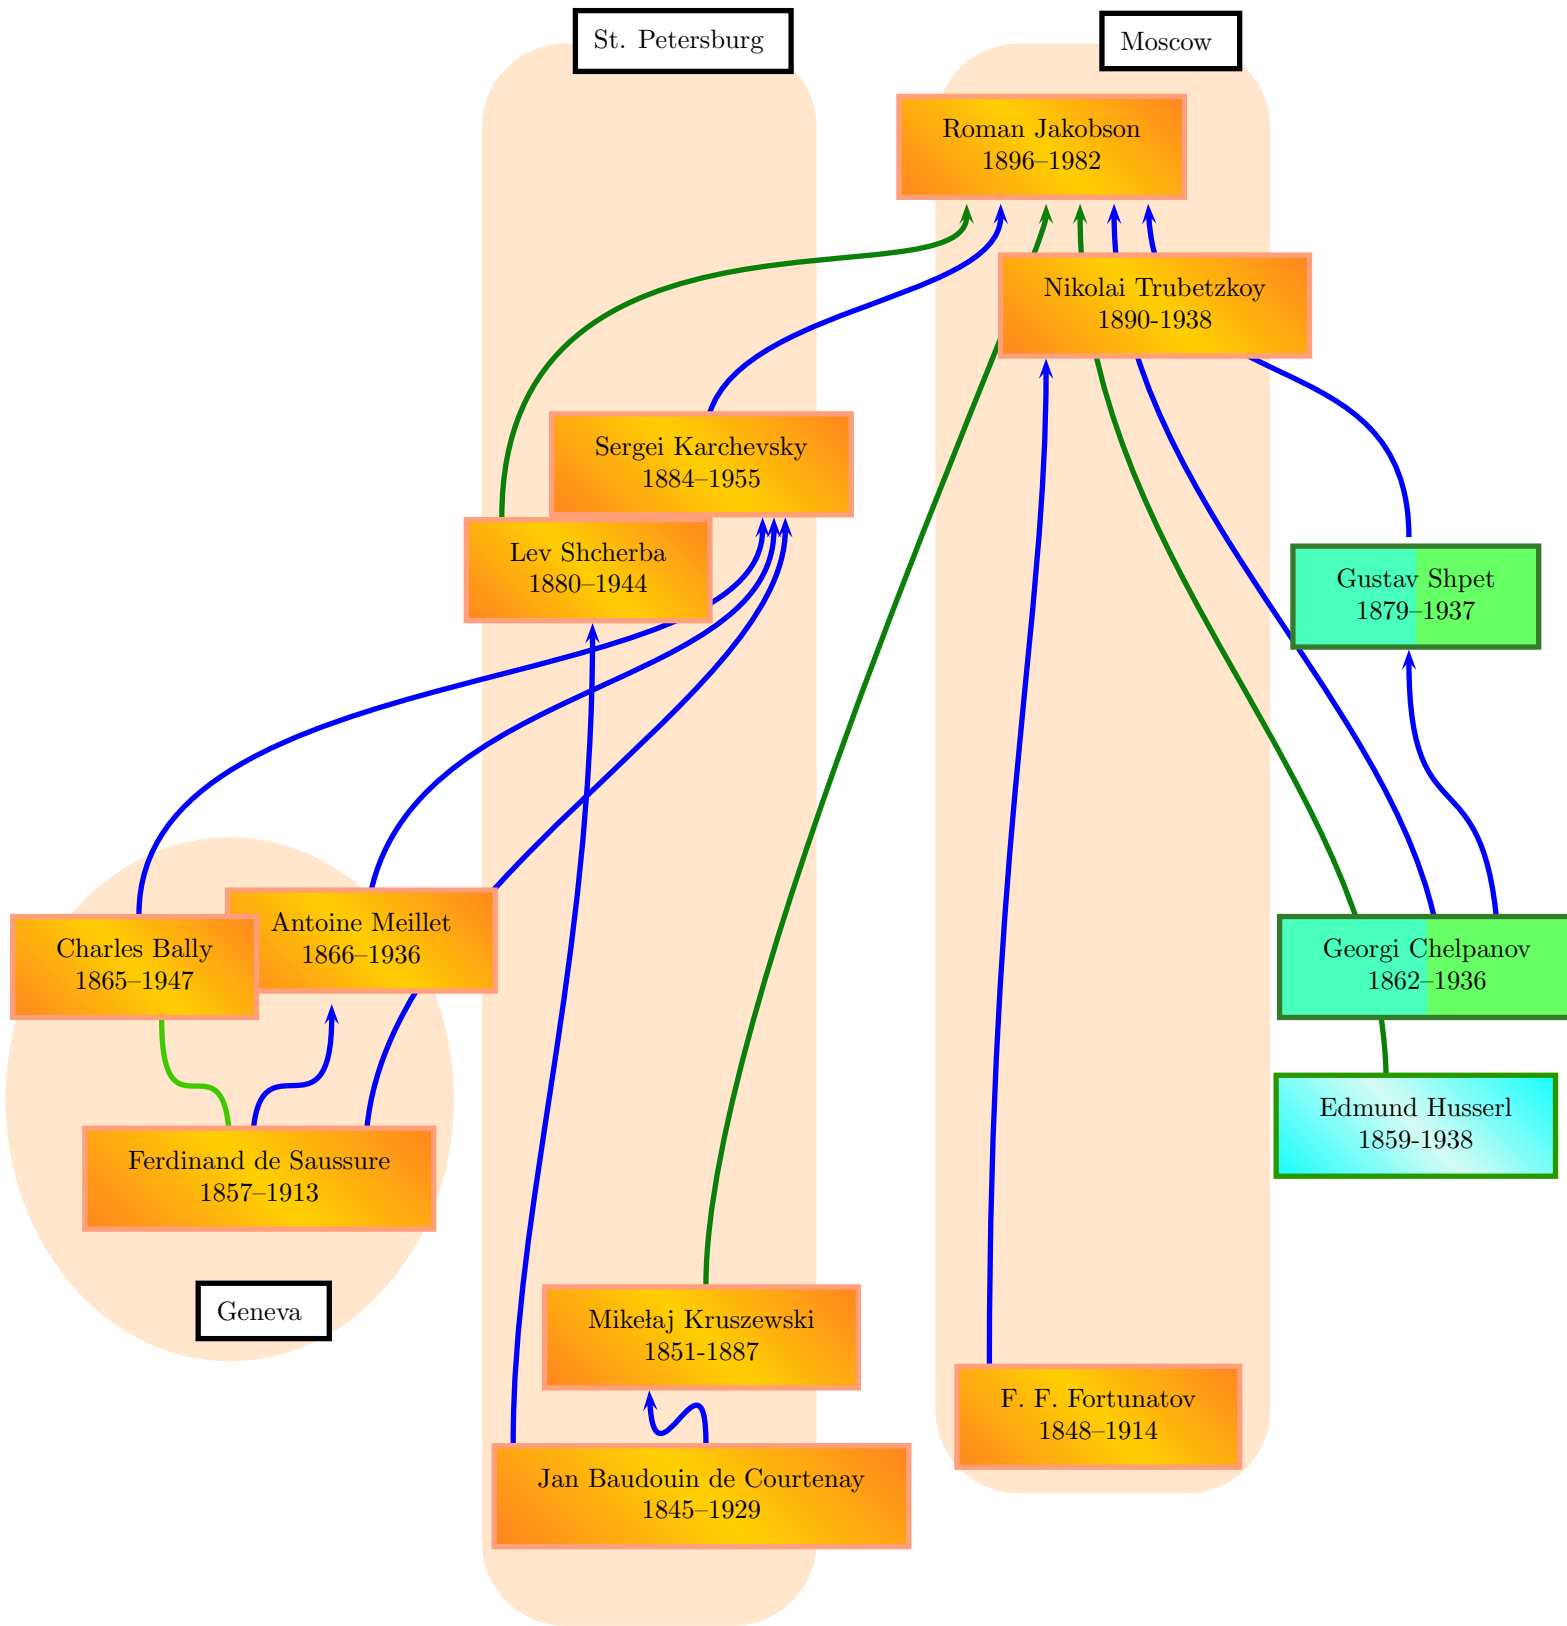 St. Petersburg
Moscow
Roman Jakobson
1896–1982
Nikolai Trubetzkoy
1890-1938
Sergei Karchevsky
1884–1955
Lev Shcherba
1880–1944
Gustav Shpet
1879–1937
Antoine Meillet
1866–1936
Charles Bally
1865–1947
Georgi Chelpanov
1862–1936
Edmund Husserl
1859-1938
Ferdinand de Saussure
1857–1913
Geneva
Mikełaj Kruszewski
1851-1887
F. F. Fortunatov
1848–1914
Jan Baudouin de Courtenay
1845–1929